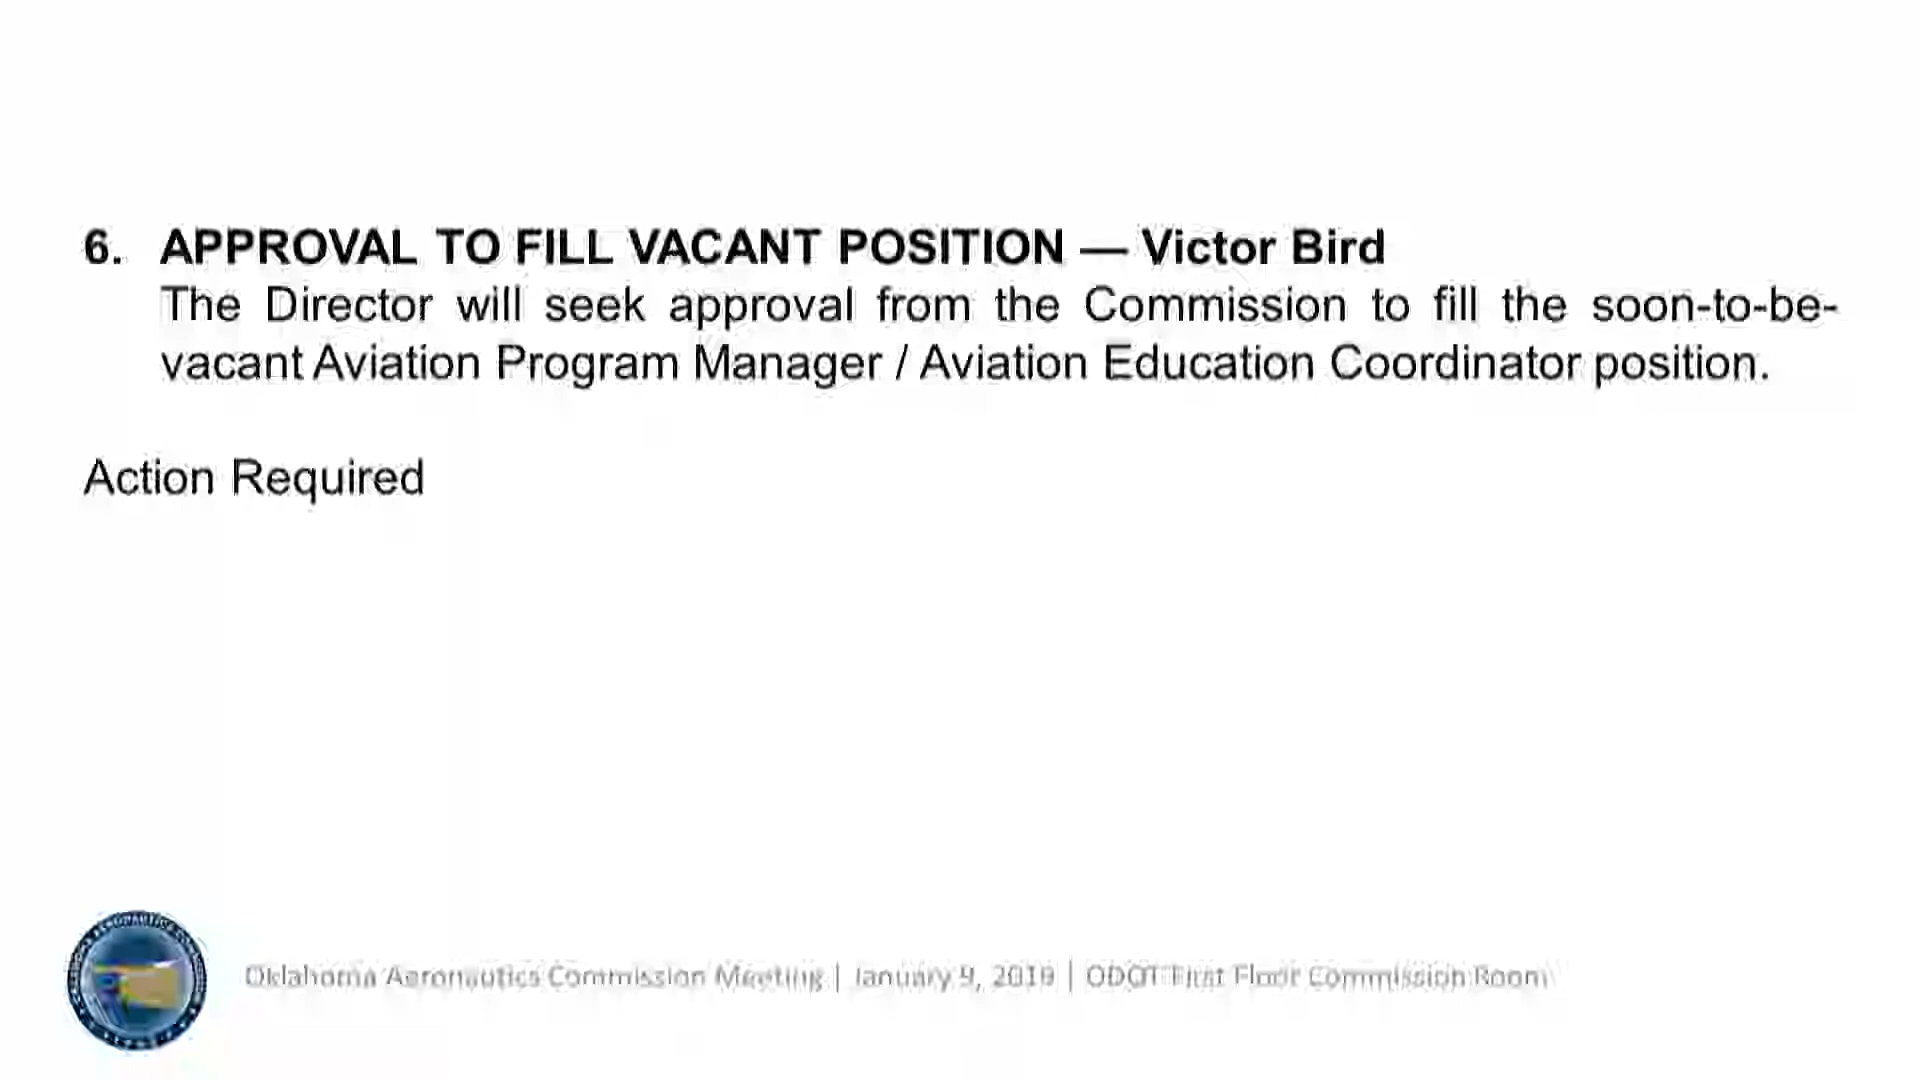 6. APPROVAL TO FILL VACANT POSITION — Victor Bird
The Director will seek approval from the Commission to fill the soon-to-be-
vacant Aviation Program Manager / Aviation Education Coordinator position.
Action Required
Oklahoma Aeronautics Commission Meeting | January 9, 2019 | ODOT First Floor Commission Room